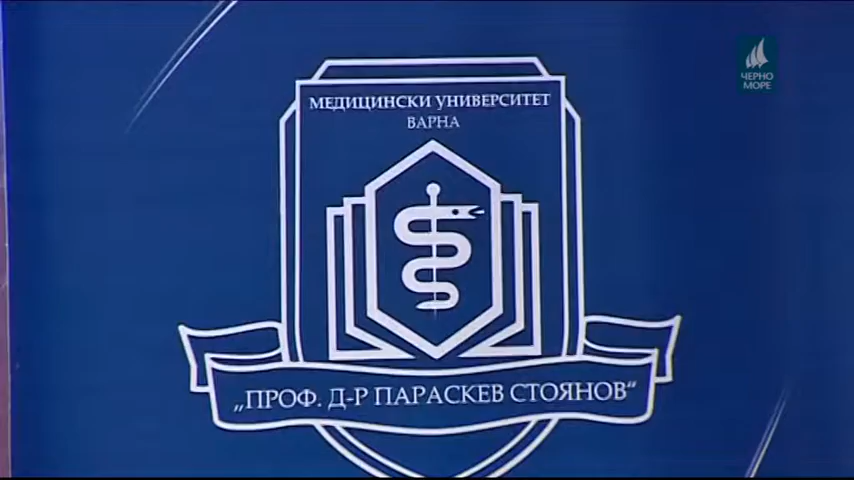 ЧЕРНО
МОРЕ
МЕДИЦИНСКИ УНИВЕРСИТЕТ
ВАРНА
„ПРОФ. Д-Р ПАРАСКЕВ СТОЯНОВ“